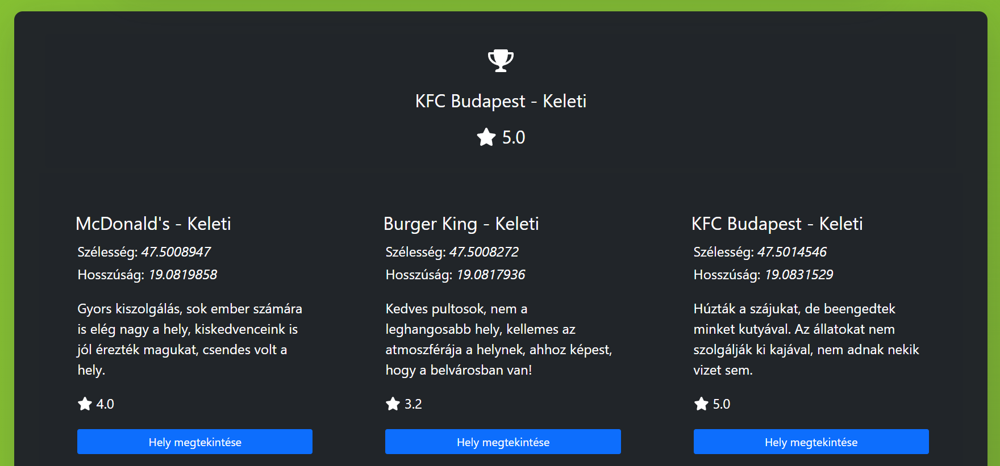 KFC Budapest - Keleti
5.0
McDonald's - Keleti
Szélesség: 47.5008947
Hosszúság: 19.0819858
Gyors kiszolgálás, sok ember számára
is elég nagy a hely, kiskedvenceink is
jól érezték magukat, csendes volt a
hely.
4.0
Hely megtekintése
Burger King - Keleti
Szélesség: 47.5008272
Hosszúság: 19.0817936
Kedves pultosok, nem a
leghangosabb hely, kellemes az
atmoszférája a helynek, ahhoz képest,
hogy a belvárosban van!
3.2
Hely megtekintése
KFC Budapest - Keleti
Szélesség: 47.5014546
Hosszúság: 19.0831529
Húzták a szájukat, de beengedtek
minket kutyával. Az állatokat nem
szolgálják ki kajával, nem adnak nekik
vizet sem.
5.0
Hely megtekintése